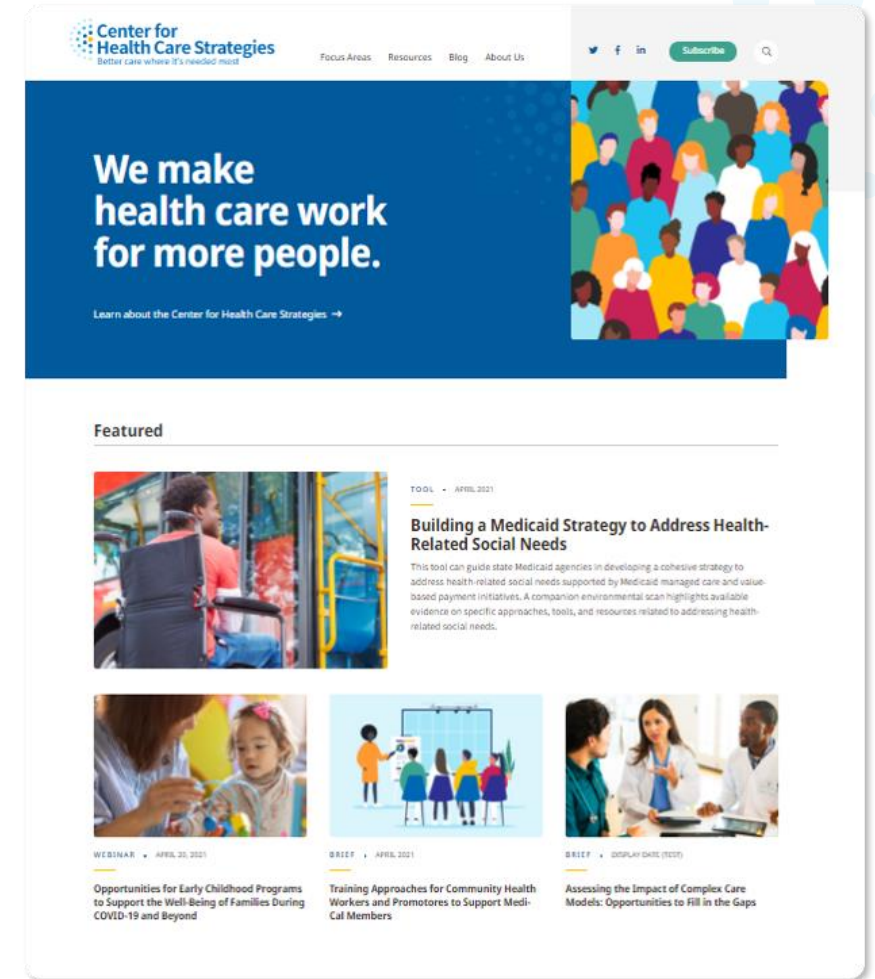 Center for
Health Care Strategies
Better care where it's needed most
Focus Areas Resources Blog About Us
Subscribe
We make
health care work
for more people.
Learn about the Center for Health Care Strategies →
Featured
TOOL • APRIL 2021
Building a Medicaid Strategy to Address Health-
Related Social Needs
This tool can guide state Medicaid agencies in developing a cohesive strategy to
address health-related social needs supported by Medicaid managed care and value-
based payment initiatives. A companion environmental scan highlights available
evidence on specific approaches, tools, and resources related to addressing health-
related social needs.
WEBINAR • APRIL 20, 2021
Opportunities for Early Childhood Programs
to Support the Well-Being of Families During
COVID-19 and Beyond
BRIEF • APRIL 2021
Training Approaches for Community Health
Workers and Promotores to Support Medi-
Cal Members
BRIEF • DISPLAY DATE (TEST)
Assessing the Impact of Complex Care
Models: Opportunities to Fill in the Gaps